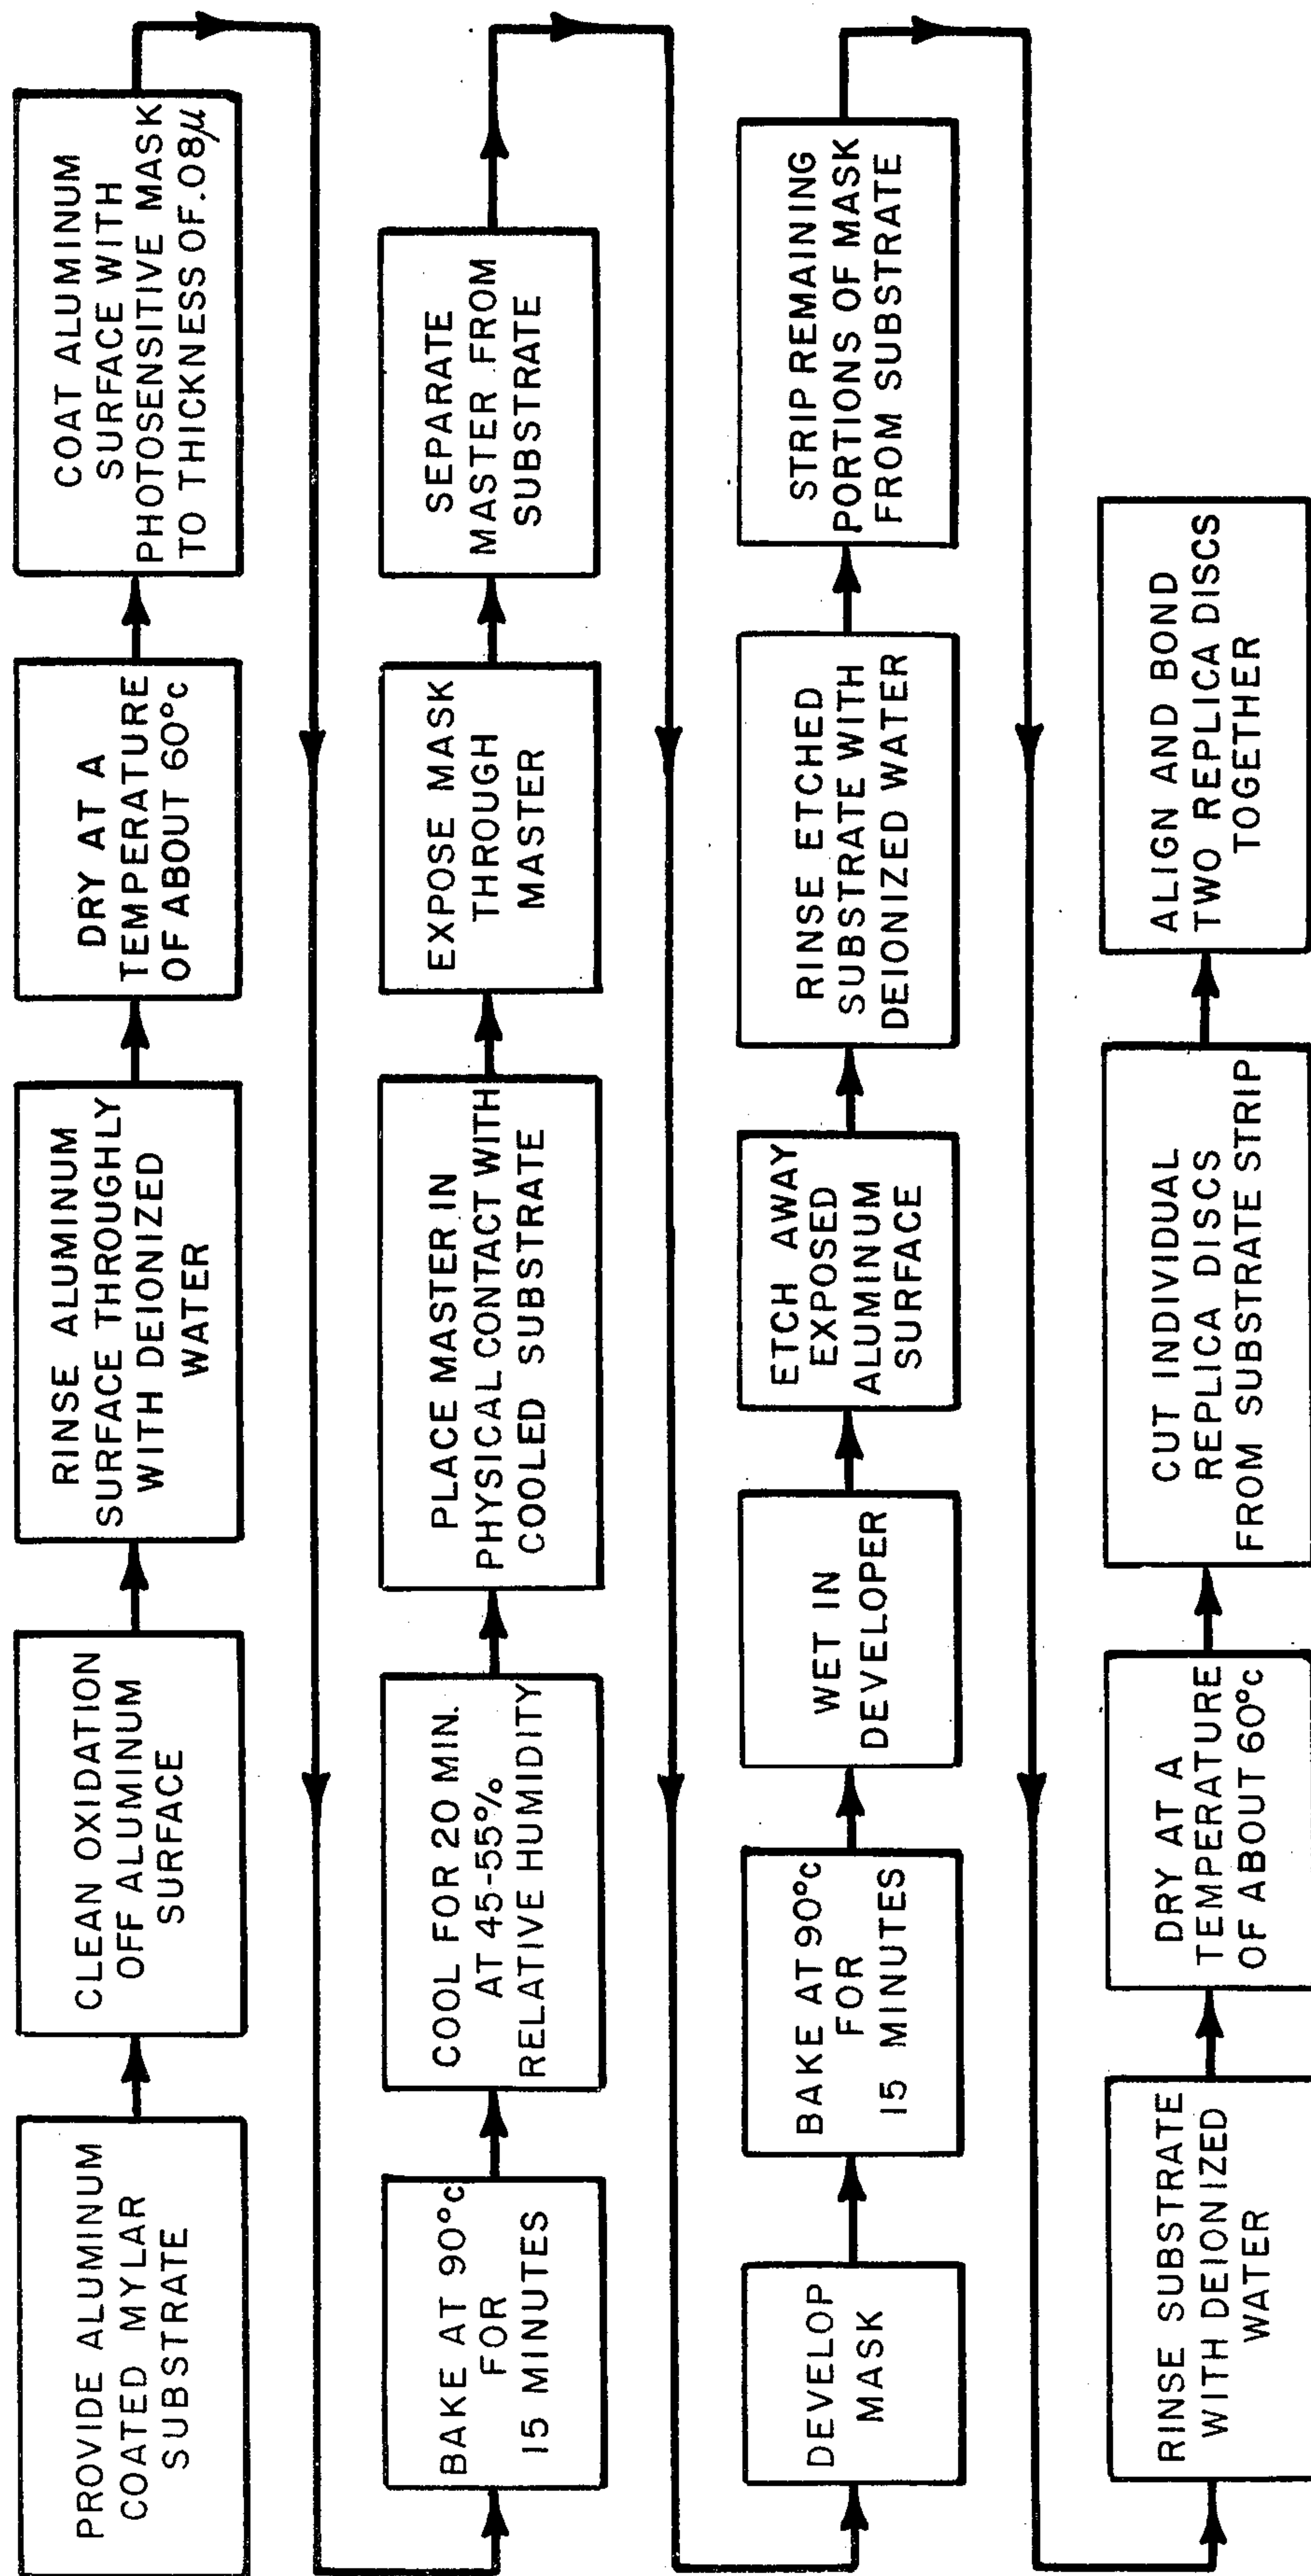 PROVIDE ALUMINUM
COATED MYLAR
SUBSTRATE
CLEAN OXIDATION
OFF ALUMINUM
SURFACE
RINSE ALUMINUM
SURFACE THROUGHLY
WITH DEIONIZED
WATER
DRY AT A
TEMPERATURE
OF ABOUT 60°c
COAT ALUMINUM
SURFACE WITH
PHOTOSENSITIVE MASK
TO THICKNESS OF .08μ
BAKE AT 90°c
FOR
15 MINUTES
COOL FOR 20 MIN.
AT 45-55%
RELATIVE HUMIDITY
PLACE MASTER IN
PHYSICAL CONTACT WITH
COOLED SUBSTRATE
EXPOSE MASK
THROUGH
MASTER
SEPARATE
MASTER FROM
SUBSTRATE
DEVELOP
MASK
BAKE AT 90°c
FOR
15 MINUTES
WET IN
DEVELOPER
ETCH AWAY
EXPOSED
ALUMINUM
SURFACE
RINSE ETCHED
SUBSTRATE WITH
DEIONIZED WATER
STRIP REMAINING
PORTIONS OF MASK
FROM SUBSTRATE
RINSE SUBSTRATE
WITH DEIONIZED
WATER
DRY AT A
TEMPERATURE
OF ABOUT 60°c
CUT INDIVIDUAL
REPLICA DISCS
FROM SUBSTRATE STRIP
ALIGN AND BOND
TWO REPLICA DISCS
TOGETHER